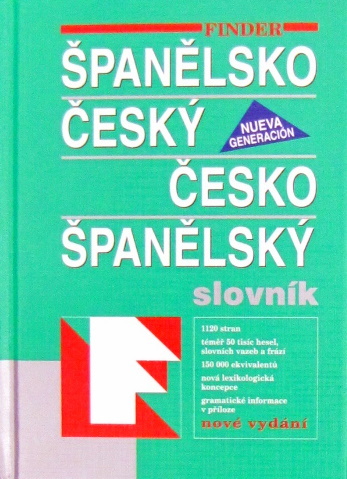 FINDER
ŠPANĚLSKO
ČESKÝ
NUEVA
GENERACIÓN
ČESKO
ŠPANĚLSKÝ
slovník
1120 stran
téměř 50 tisíc hesel,
slovních vazeb a frází
150 000 ekvivalentů
nová lexikologická
koncepce
gramatické informace
v příloze
nové vydání